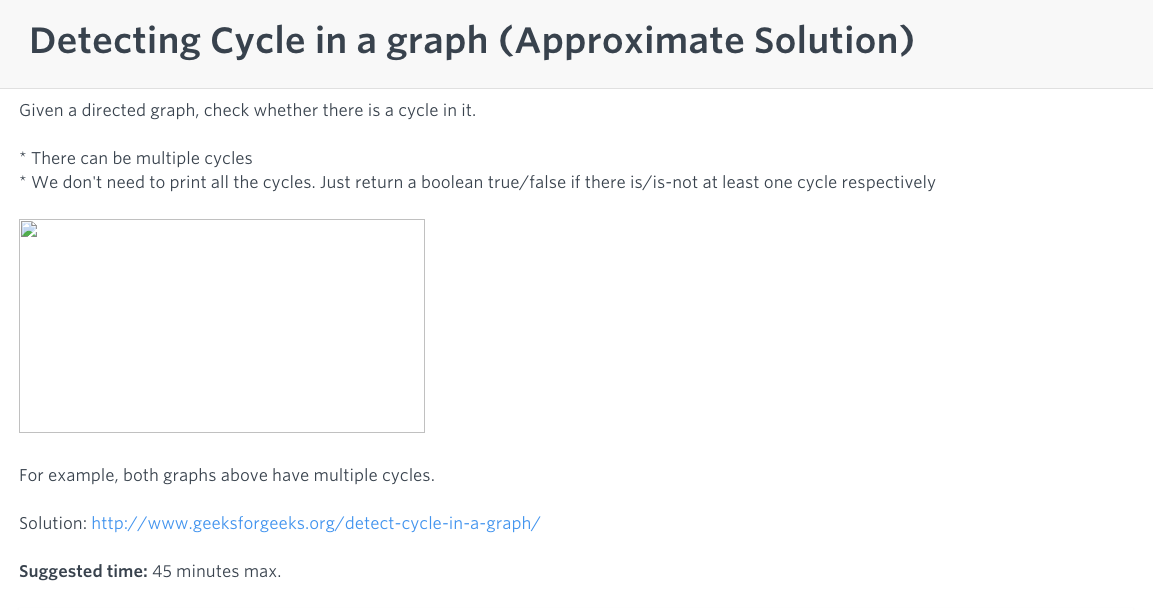 Detecting Cycle in a graph (Approximate Solution)
Given a directed graph, check whether there is a cycle in it.
* There can be multiple cycles
* We don't need to print all the cycles. Just return a boolean true/false if there is/is-not at least one cycle respectively
For example, both graphs above have multiple cycles.
Solution: http://www.geeksforgeeks.org/detect-cycle-in-a-graph/
Suggested time: 45 minutes max.